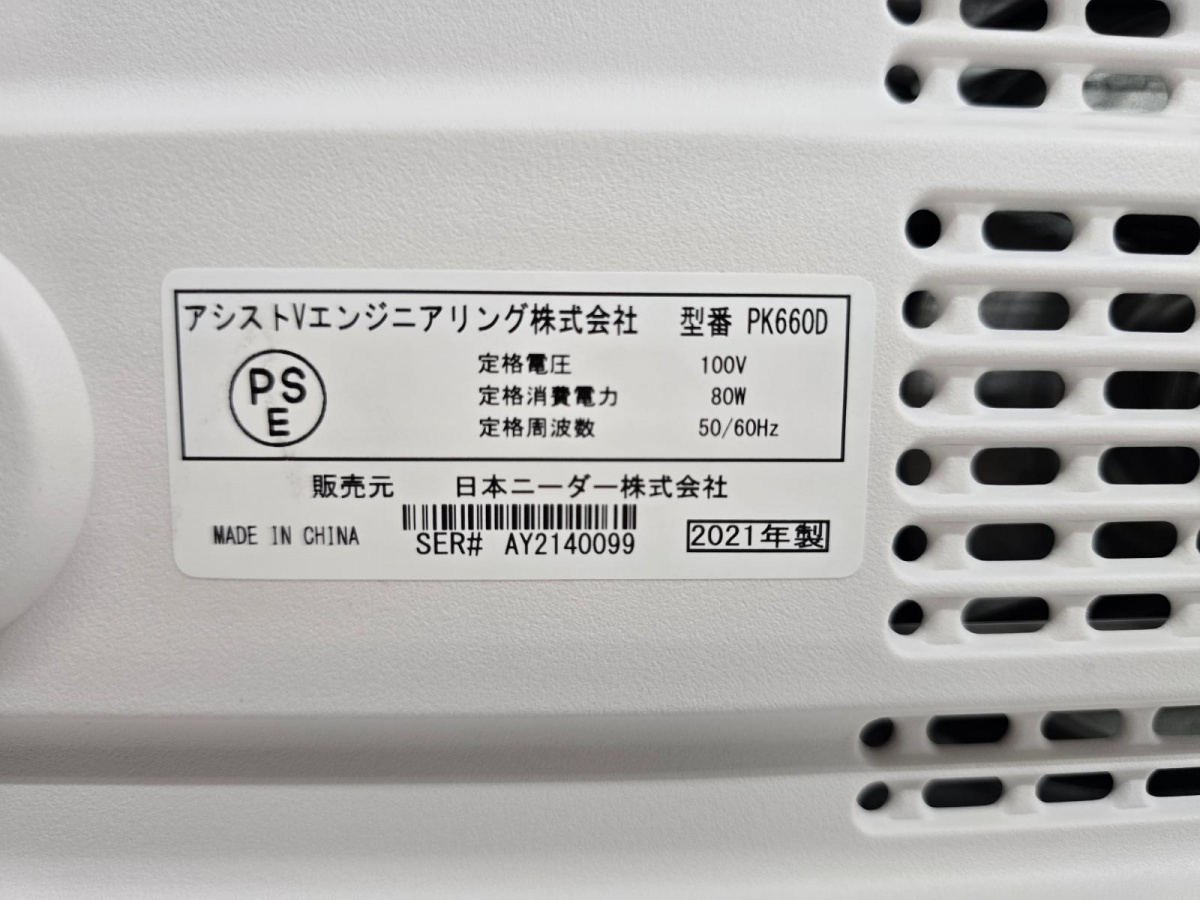 アシストVエンジニアリング株式会社 型番 PK660D
PS
E
定格電圧 100V
定格消費電力 80W
定格周波数 50/60Hz
販売元 日本ニーダー株式会社
MADE IN CHINA SER# AY2140099 2021年製